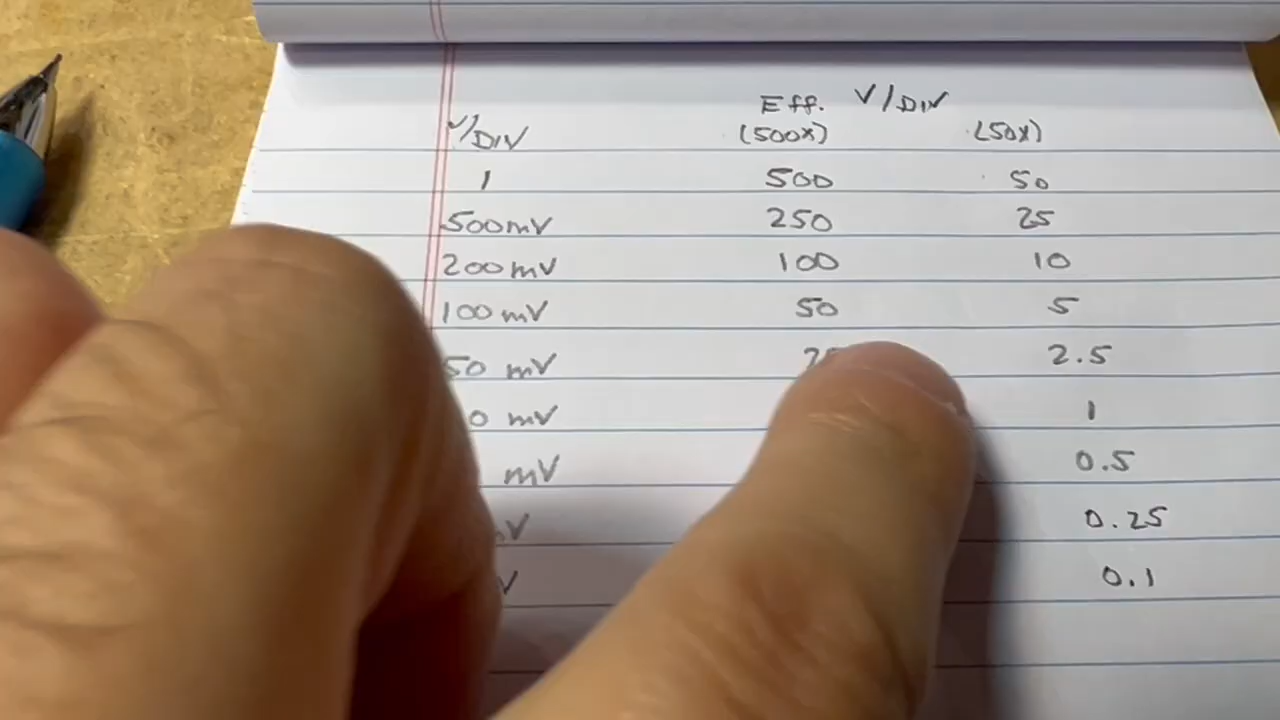 Eff. V/DIV
V/DIV (500X) (50X)
1 500 50
500mV 250 25
200mV 100 10
100mV 50 5
50 mV 2.5
mV 1
mV 0.5
0.25
0.1